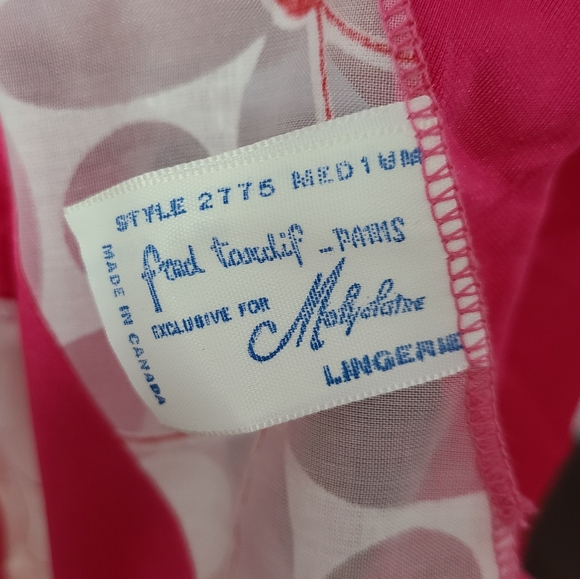 STYLE 2775 MEDIUM
fred tardif - PARIS
EXCLUSIVE FOR
LINGERIE
MADE IN CANADA